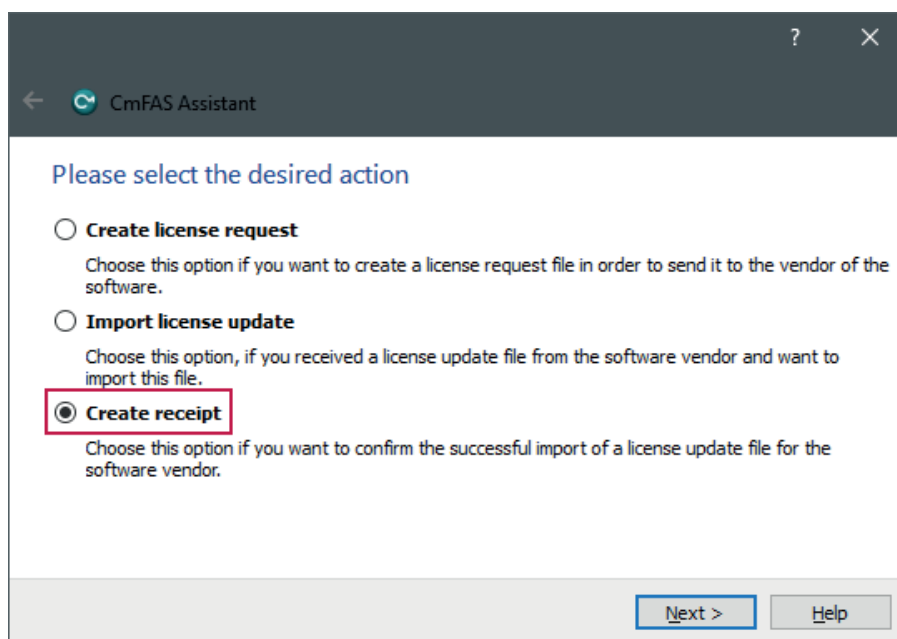 ?
CmFAS Assistant
Please select the desired action
Create license request
Choose this option if you want to create a license request file in order to send it to the vendor of the
software.
Import license update
Choose this option, if you received a license update file from the software vendor and want to
import this file.
Create receipt
Choose this option if you want to confirm the successful import of a license update file for the
software vendor.
Next > Help